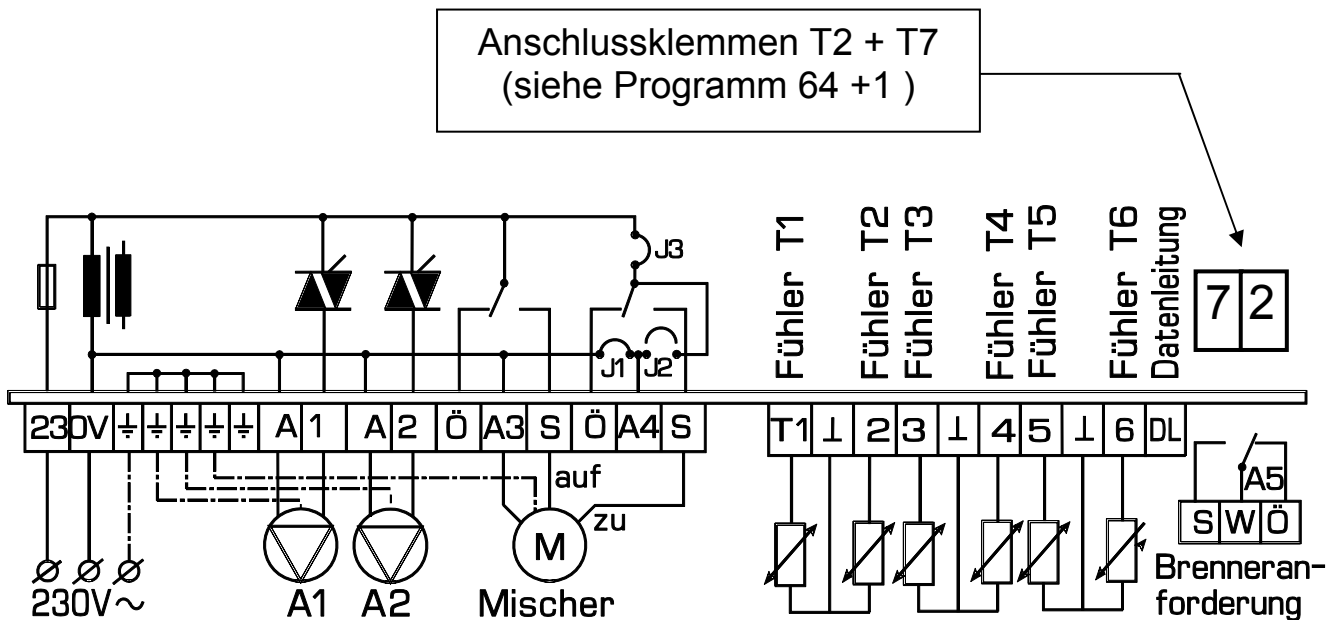 Anschlussklemmen T2 + T7
(siehe Programm 64 +1 )
J3
J1 J2
Fühler T1
Fühler T2
Fühler T3
Fühler T4
Fühler T5
Fühler T6
Datenleitung
7 2
230V A 1 A 2 Ö A3 S Ö A4 S
T1 ⊥ 2 3 ⊥ 4 5 ⊥ 6 DL
auf
zu
M
A5
S W Ö
230V~ A1 A2 Mischer
Brenneran-
forderung